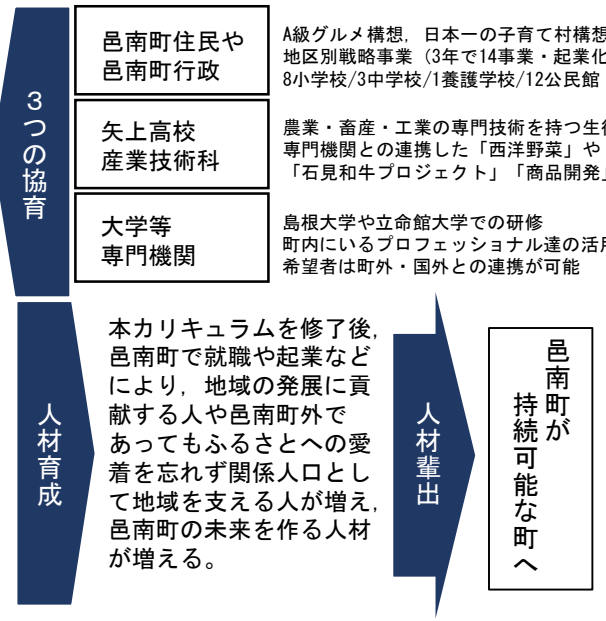 3つの協育
邑南町住民や
邑南町行政
A級グルメ構想，日本一の子育て村構想
地区別戦略事業（3年で14事業・起業化
8小学校/3中学校/1養護学校/12公民館
矢上高校
産業技術科
農業・畜産・工業の専門技術を持つ生徒
専門機関との連携した「西洋野菜」や
「石見和牛プロジェクト」「商品開発」
大学等
専門機関
島根大学や立命館大学での研修
町内にいるプロフェッショナル達の活用
希望者は町外・国外との連携が可能
人材育成
本カリキュラムを修了後，
邑南町で就職や起業など
により，地域の発展に貢
献する人や邑南町外で
あってもふるさとへの愛
着を忘れず関係人口とし
て地域を支える人が増え，
邑南町の未来を作る人材
が増える。
人材輩出
邑南町が
持続可能な町へ